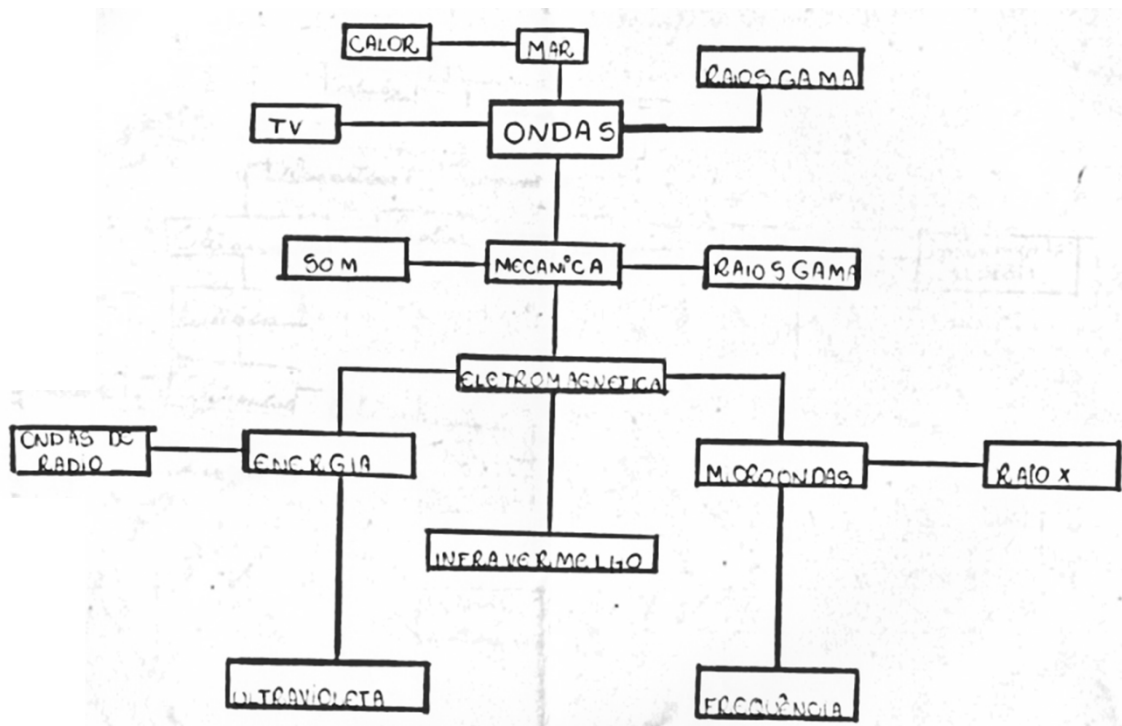 CALOR
MAR
RAIOS GAMA
TV
ONDAS
SOM
MECANICA
RAIOS GAMA
ELETROMAGNETICA
ONDAS DE
RADIO
ENERGIA
MICROONDAS
RAIO X
INFRAVERMELHO
ULTRAVIOLETA
FREQUÊNCIA